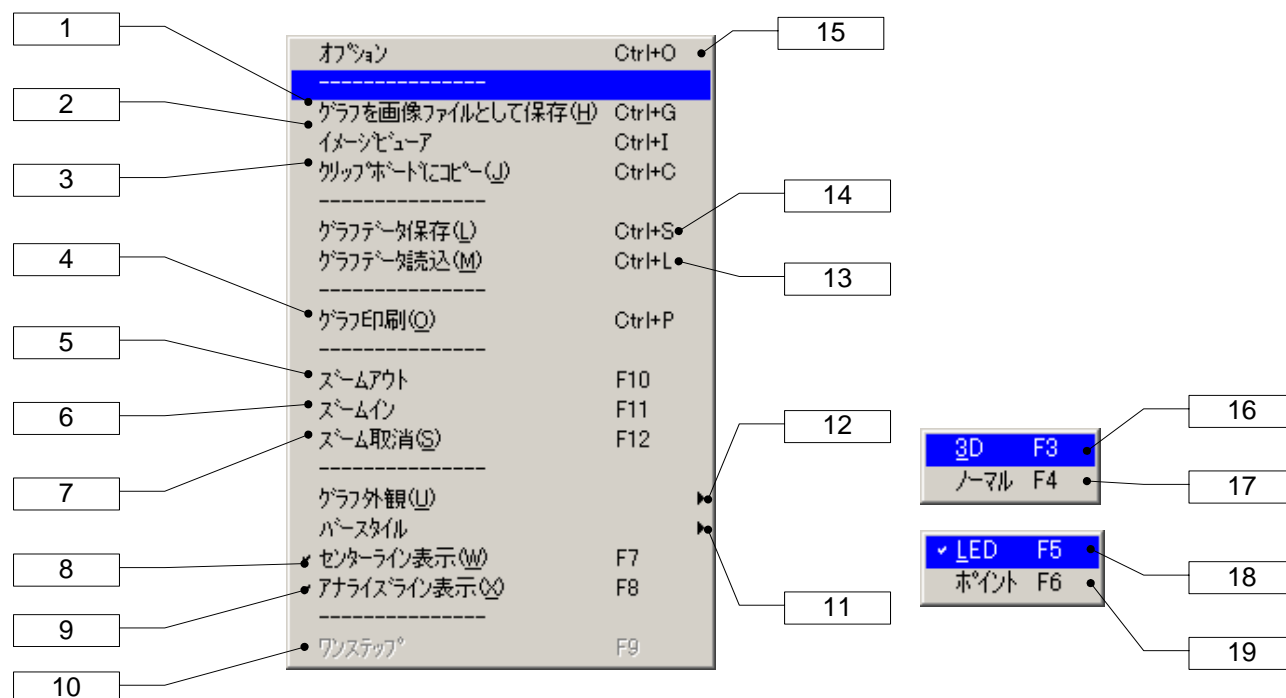 1
2
3
4
5
6
7
8
9
10
オプション Ctrl+O
---------------
グラフを画像ファイルとして保存(H) Ctrl+G
イメージビューア Ctrl+I
クリップボードにコピー(J) Ctrl+C
---------------
グラフデータ保存(L) Ctrl+S
グラフデータ読込(M) Ctrl+L
---------------
グラフ印刷(O) Ctrl+P
---------------
ズームアウト F10
ズームイン F11
ズーム取消(S) F12
---------------
グラフ外観(U)
バースタイル
センターライン表示(W) F7
アナライズライン表示(X) F8
---------------
ワンステップ F9
15
14
13
12
11
3D F3
ノーマル F4
LED F5
ポイント F6
16
17
18
19